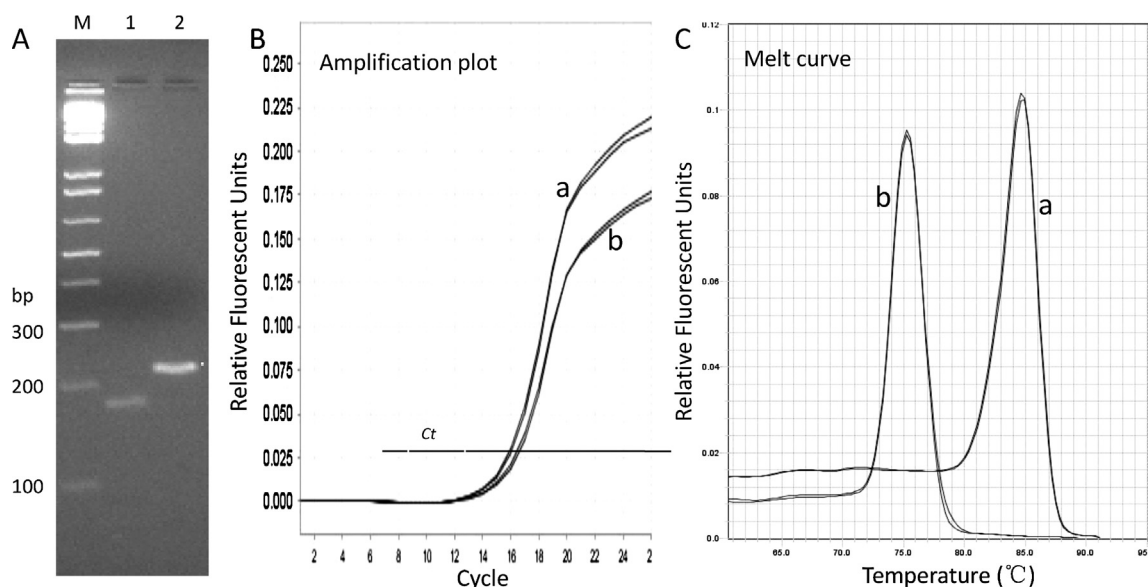 A
M 1 2
bp
300
200
100
B
Amplification plot
0.250
0.225
0.200
0.175
0.150
0.125
0.100
0.075
0.050
0.025
0.000
Relative Fluorescent Units
a
b
Ct
2 4 6 8 10 12 14 16 18 20 22 24 2
Cycle
C
Melt curve
0.12
0.1
0.08
0.06
0.04
0.02
0.0
Relative Fluorescent Units
b
a
65.0 70.0 75.0 80.0 85.0 90.0 95
Temperature (℃)